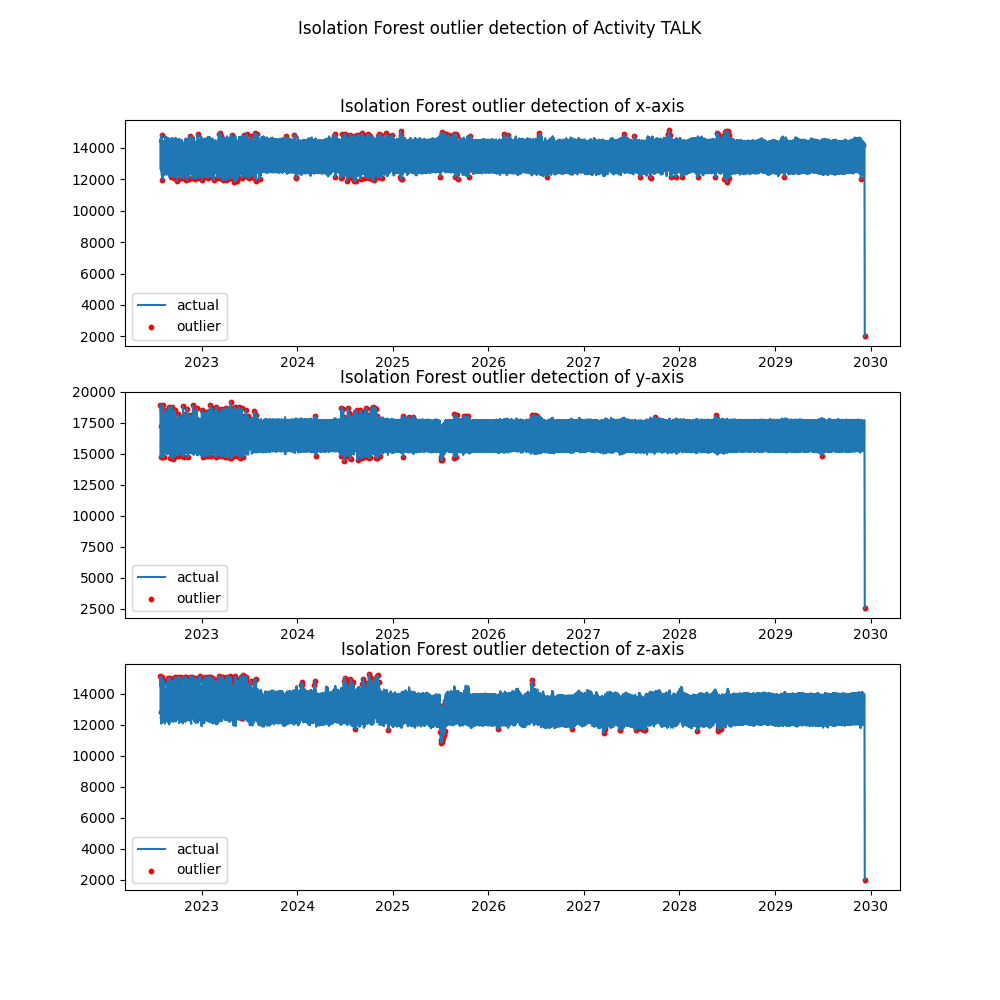 Isolation Forest outlier detection of Activity TALK
Isolation Forest outlier detection of x-axis
14000
12000
10000
8000
6000
4000
2000
actual
outlier
2023 2024 2025 2026 2027 2028 2029 2030
Isolation Forest outlier detection of y-axis
20000
17500
15000
12500
10000
7500
5000
2500
actual
outlier
2023 2024 2025 2026 2027 2028 2029 2030
Isolation Forest outlier detection of z-axis
14000
12000
10000
8000
6000
4000
2000
actual
outlier
2023 2024 2025 2026 2027 2028 2029 2030